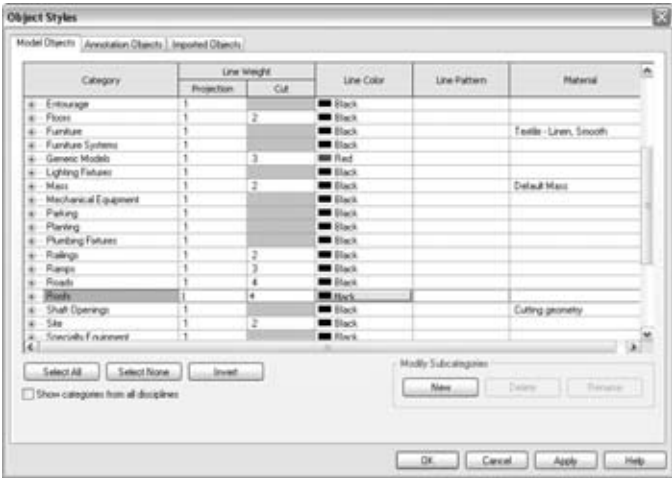 Object Styles
Model Objects Annotation Objects Imported Objects
Category Line Weight Line Color Line Pattern Material
Projection Cut
Entourage 1 Black
Floors 1 2 Black
Furniture 1 Black Textile - Linen, Smooth
Furniture Systems 1 Black
Generic Models 1 3 Red
Lighting Fixtures 1 Black
Mass 1 2 Black Default Mass
Mechanical Equipment 1 Black
Parking 1 Black
Planting 1 Black
Plumbing Fixtures 1 Black
Railings 1 2 Black
Ramps 1 3 Black
Roads 1 4 Black
Roofs 1 4 Black
Shaft Openings 1 Black Cutting geometry
Site 1 2 Black
Specialty Equipment 1 Black
Select All Select None Invert
Show categories from all disciplines
Modify Subcategories
New Delete Rename
OK Cancel Apply Help